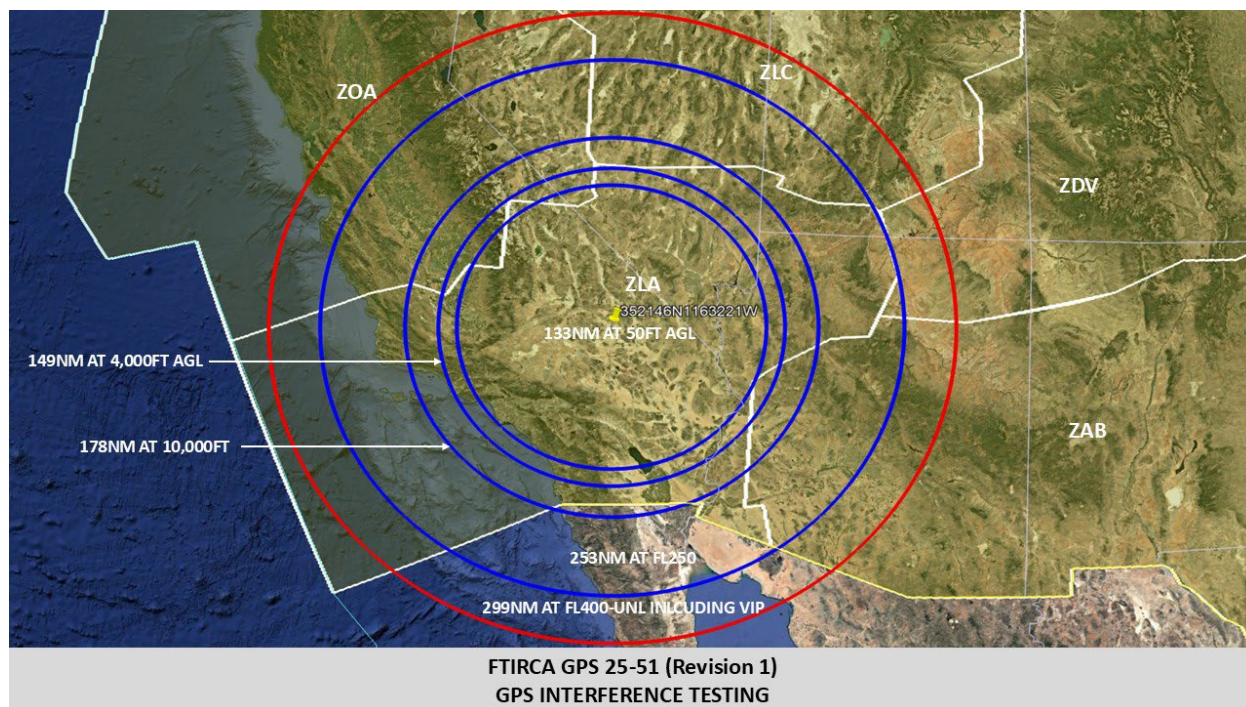 ZOA
ZLC
ZDV
ZLA
352146N1163221W
133NM AT 50FT AGL
149NM AT 4,000FT AGL
178NM AT 10,000FT
ZAB
253NM AT FL250
299NM AT FL400-UNL INLCUDING VIP
FTIRCA GPS 25-51 (Revision 1)
GPS INTERFERENCE TESTING